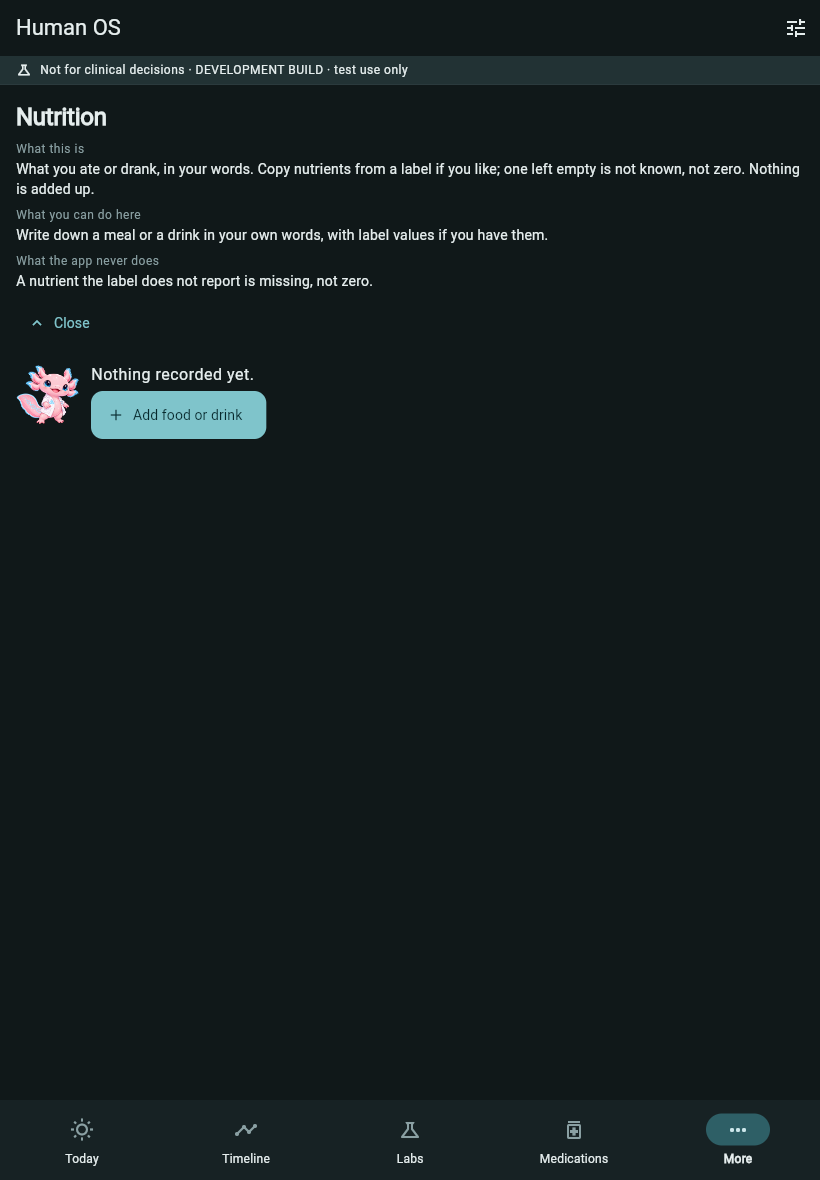 Human OS
Not for clinical decisions · DEVELOPMENT BUILD · test use only
Nutrition
What this is
What you ate or drank, in your words. Copy nutrients from a label if you like; one left empty is not known, not zero. Nothing
is added up.
What you can do here
Write down a meal or a drink in your own words, with label values if you have them.
What the app never does
A nutrient the label does not report is missing, not zero.
Close
Nothing recorded yet.
Add food or drink
Today
Timeline
Labs
Medications
More